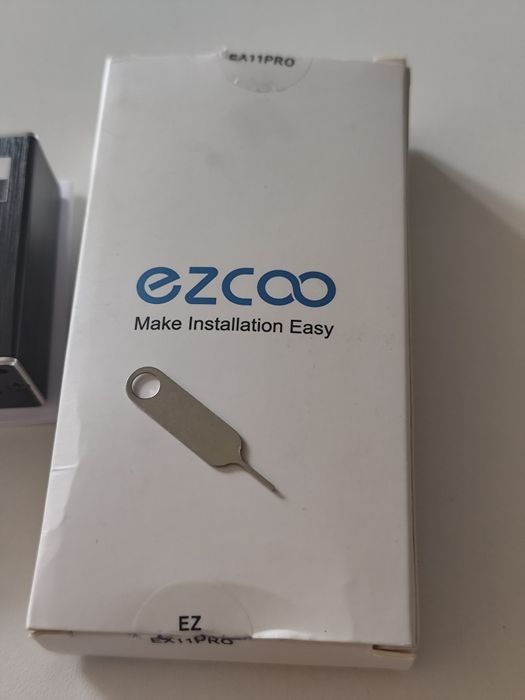 EX11PRO
ezcoo
Make Installation Easy
EZ
EX11PRO